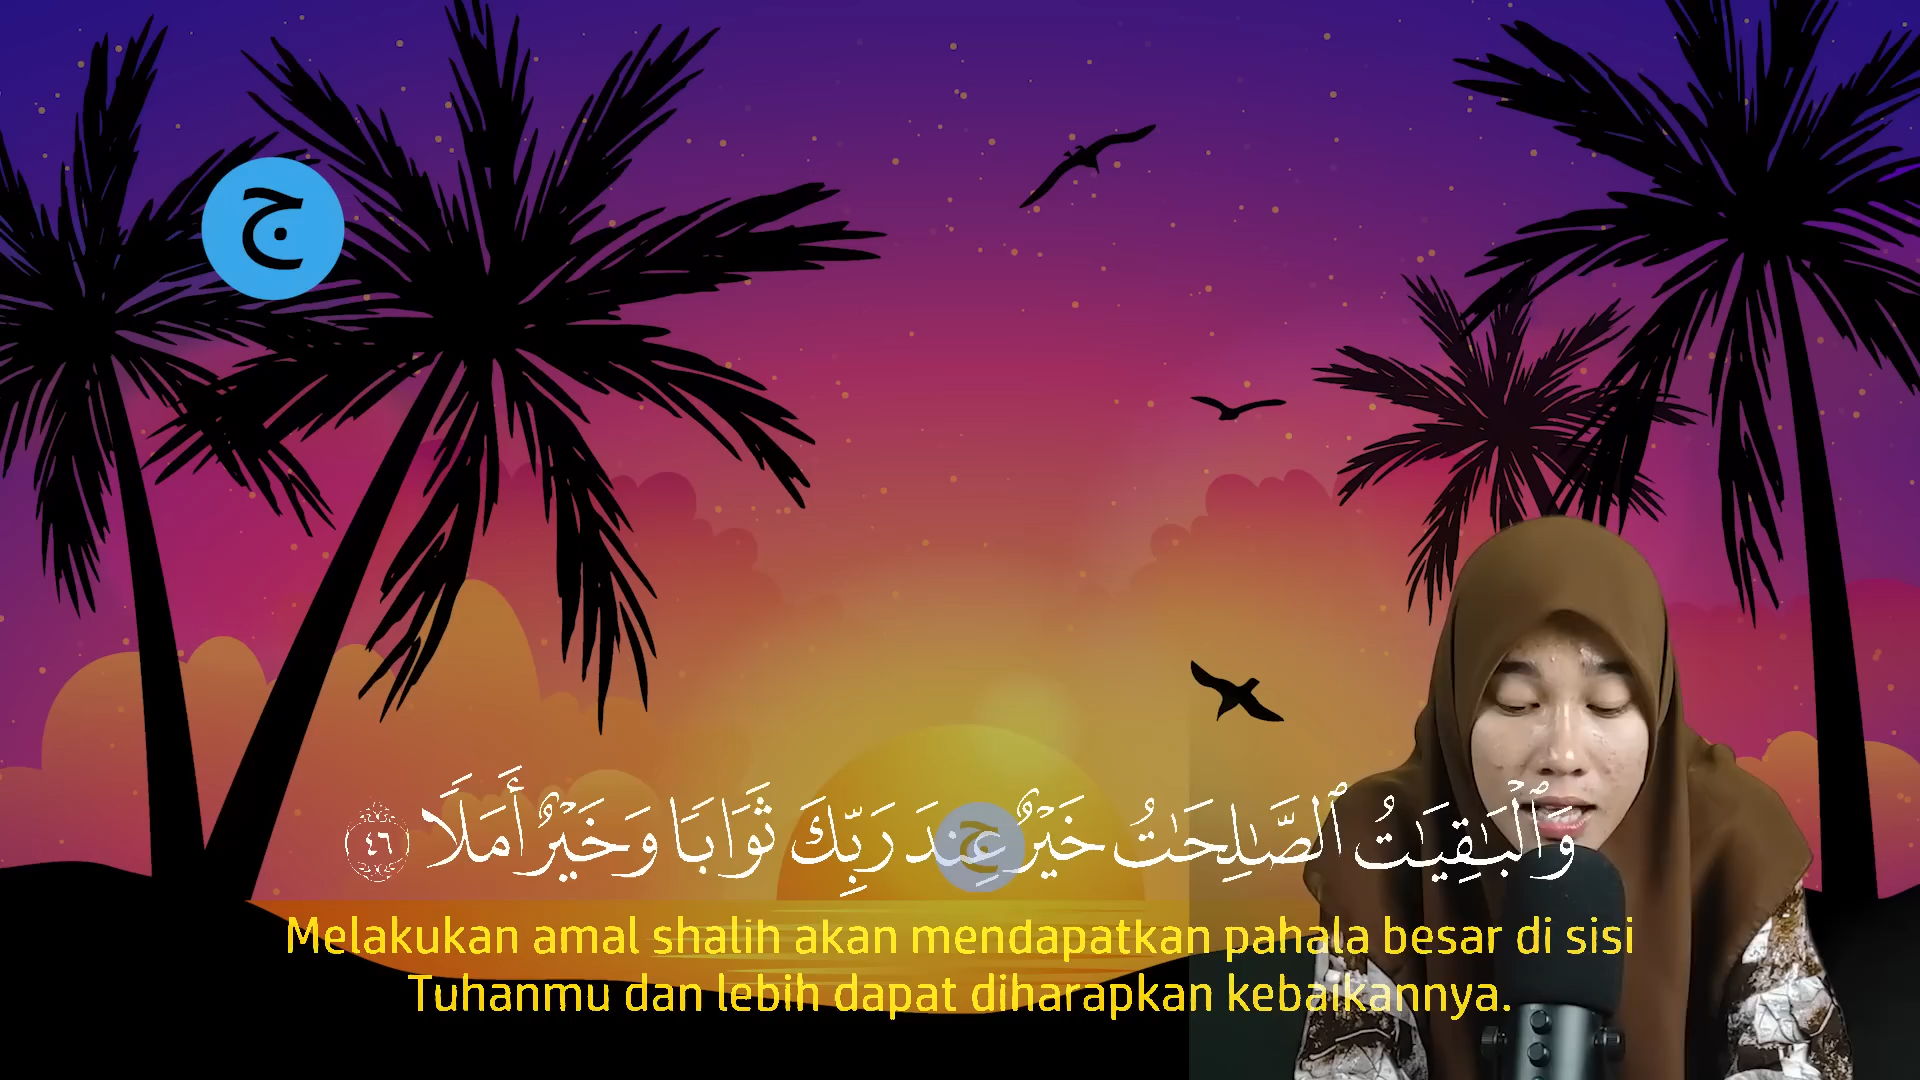 ج
وَٱلْبَـٰقِيَـٰتُ ٱلصَّـٰلِحَـٰتُ خَيْرٌ عِندَ رَبِّكَ ثَوَابًا وَخَيْرٌ أَمَلًا ٤٦
ج
Melakukan amal shalih akan mendapatkan pahala besar di sisi
Tuhanmu dan lebih dapat diharapkan kebaikannya.